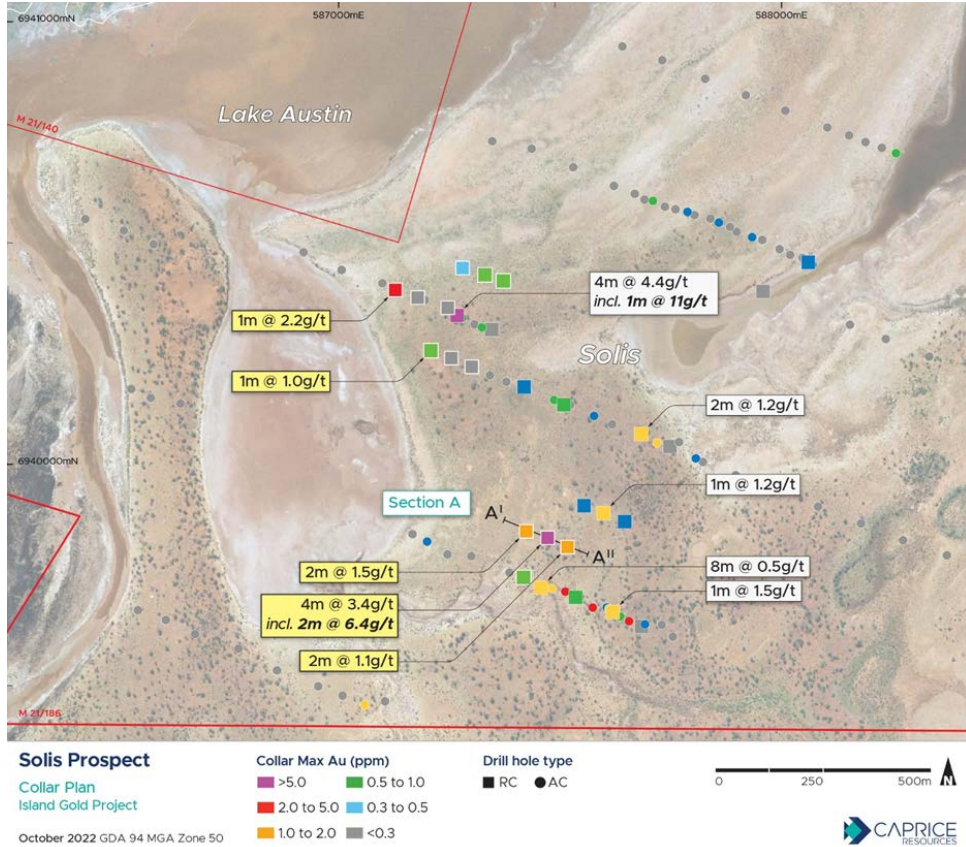 6941000mN
587000mE
588000mE
Lake Austin
M 21/140
4m @ 4.4g/t
incl. 1m @ 11g/t
1m @ 2.2g/t
Solis
1m @ 1.0g/t
2m @ 1.2g/t
6940000mN
1m @ 1.2g/t
Section A
A'
A"
8m @ 0.5g/t
2m @ 1.5g/t
1m @ 1.5g/t
4m @ 3.4g/t
incl. 2m @ 6.4g/t
2m @ 1.1g/t
M 21/186
Solis Prospect
Collar Plan
Island Gold Project
October 2022 GDA 94 MGA Zone 50
Collar Max Au (ppm)
>5.0
2.0 to 5.0
1.0 to 2.0
0.5 to 1.0
0.3 to 0.5
<0.3
Drill hole type
RC
AC
0
250
500m
N
CAPRICE
RESOURCES